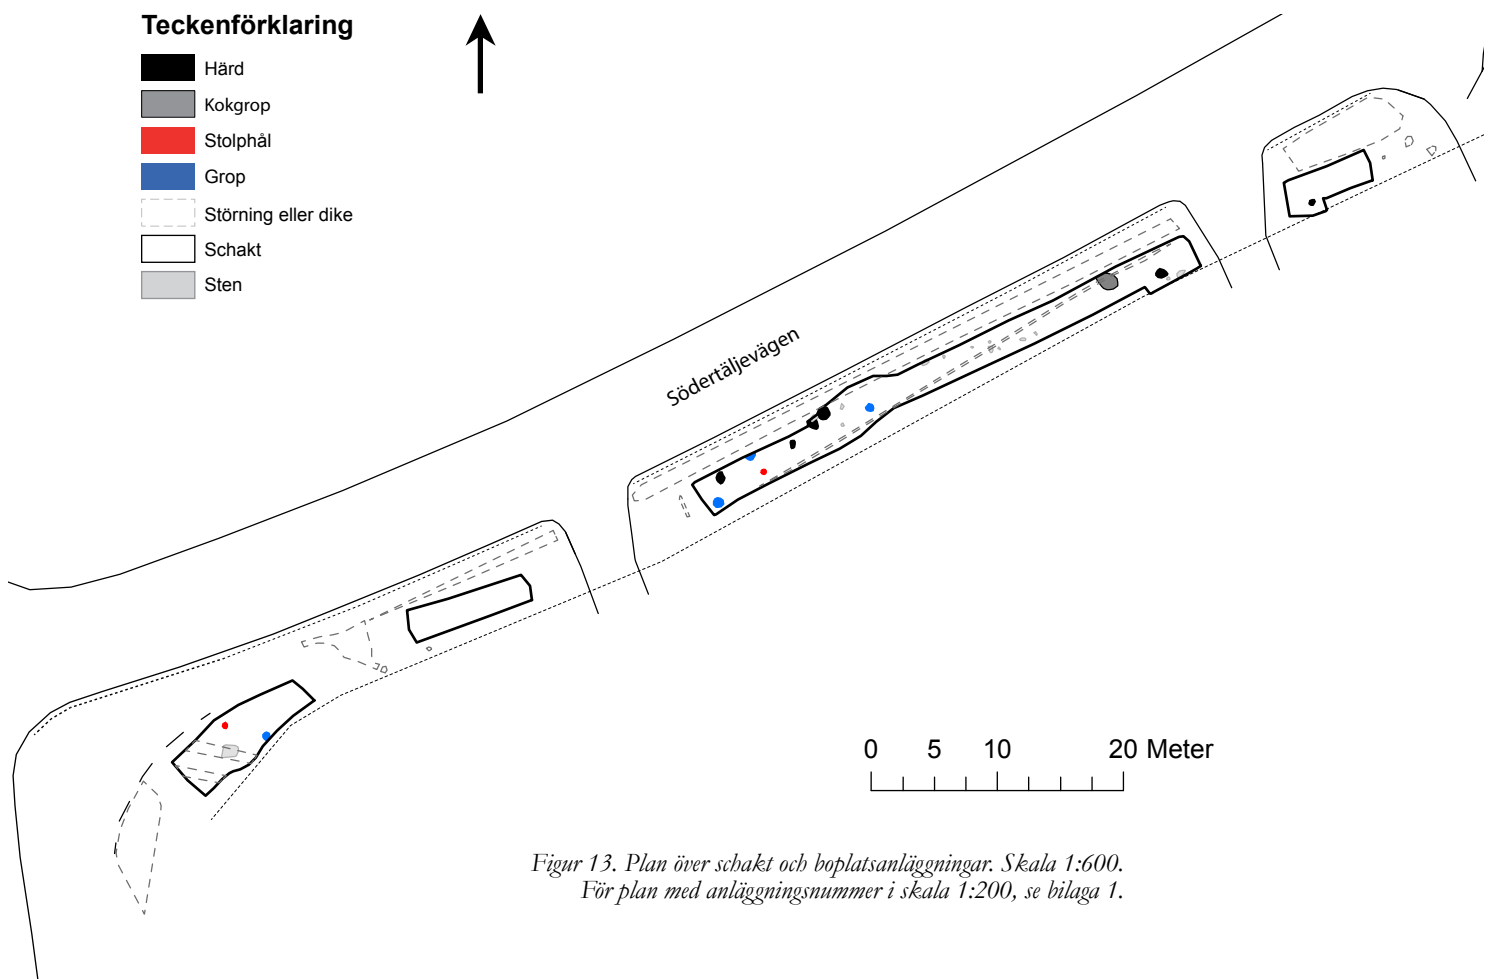 Teckenförklaring
Härd
Kokgrop
Stolphål
Grop
Störning eller dike
Schakt
Sten
Södertäljevägen
0 5 10 20 Meter
Figur 13. Plan över schakt och boplatsanläggningar. Skala 1:600.
För plan med anläggningsnummer i skala 1:200, se bilaga 1.